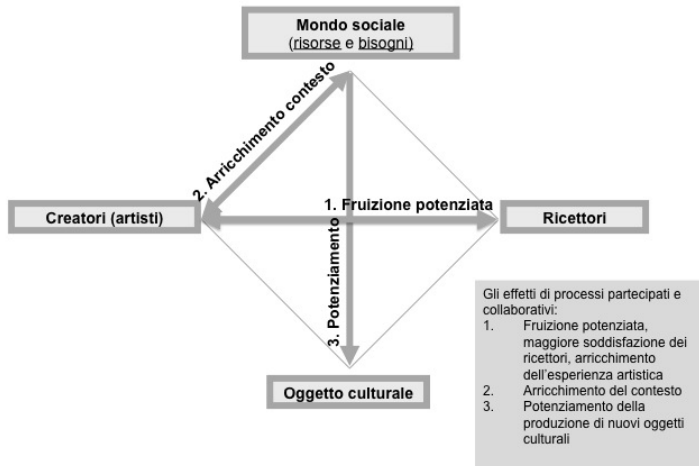 Mondo sociale
(risorse e bisogni)
2. Arricchimento contesto
1. Fruizione potenziata
Creatori (artisti)
Ricettori
3. Potenziamento
Oggetto culturale
Gli effetti di processi partecipati e
collaborativi:
1. Fruizione potenziata,
maggiore soddisfazione dei
ricettori, arricchimento
dell'esperienza artistica
2. Arricchimento del contesto
3. Potenziamento della
produzione di nuovi oggetti
culturali